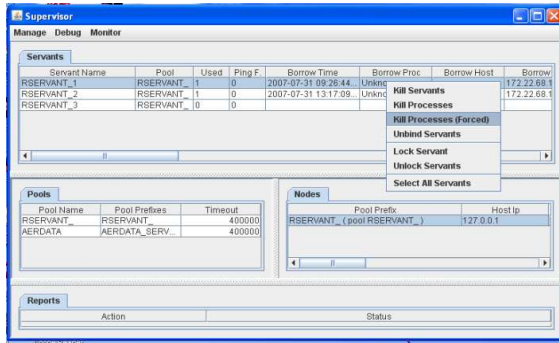 Supervisor
Manage Debug Monitor
Servants
Servant Name Pool Used Ping F. Borrow Time Borrow Proc Borrow Host Borrow
RSERVANT_1 RSERVANT_ 1 0 2007-07-31 09:26:44... Unkno 172.22.68.1
RSERVANT_2 RSERVANT_ 1 0 2007-07-31 13:17:09... Unkno 172.22.68.1
RSERVANT_3 RSERVANT_ 0 0
Kill Servants
Kill Processes
Kill Processes (Forced)
Unbind Servants
Lock Servant
Unlock Servants
Select All Servants
Pools
Pool Name Pool Prefixes Timeout
RSERVANT_ RSERVANT_ 400000
AERDATA AERDATA_SERV... 400000
Nodes
Pool Prefix Host Ip
RSERVANT_ ( pool RSERVANT_ ) 127.0.0.1
Reports
Action Status